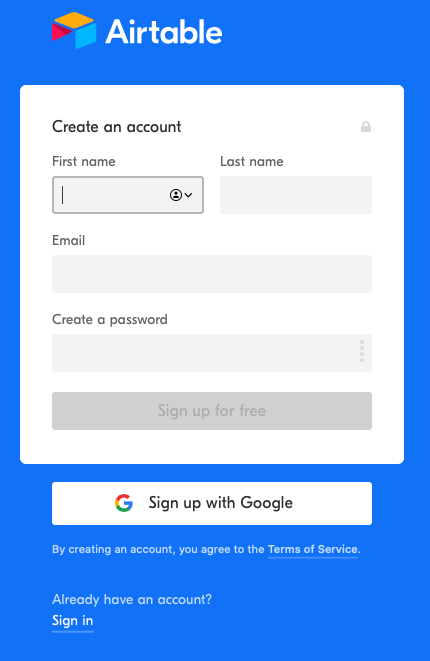 Airtable
Create an account
First name Last name
Email
Create a password
Sign up for free
Sign up with Google
By creating an account, you agree to the Terms of Service.
Already have an account?
Sign in